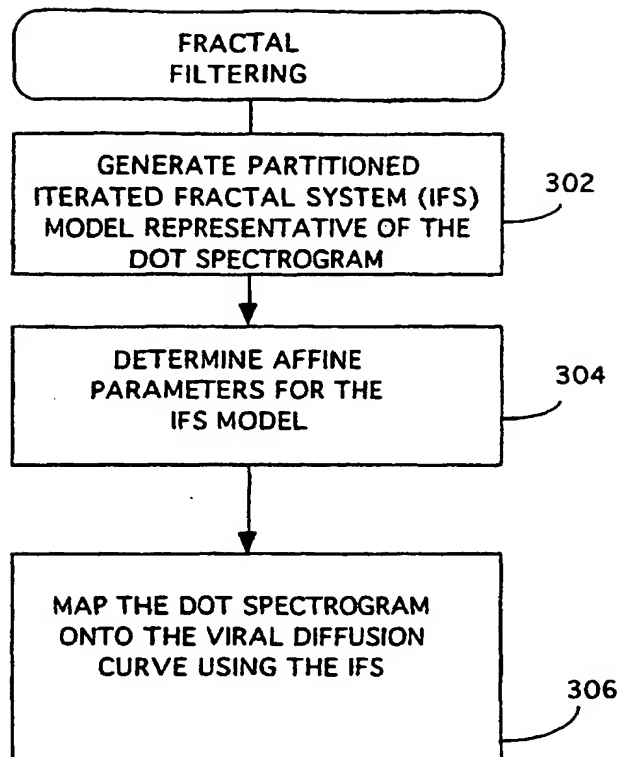 FRACTAL
FILTERING
GENERATE PARTITIONED
ITERATED FRACTAL SYSTEM (IFS)
MODEL REPRESENTATIVE OF THE
DOT SPECTROGRAM
302
DETERMINE AFFINE
PARAMETERS FOR THE
IFS MODEL
304
MAP THE DOT SPECTROGRAM
ONTO THE VIRAL DIFFUSION
CURVE USING THE IFS
306